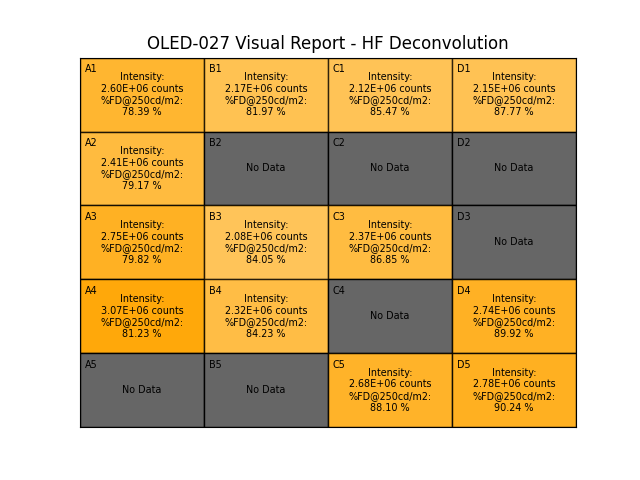 OLED-027 Visual Report - HF Deconvolution
A1
Intensity:
2.60E+06 counts
%FD@250cd/m2:
78.39 %
B1
Intensity:
2.17E+06 counts
%FD@250cd/m2:
81.97 %
C1
Intensity:
2.12E+06 counts
%FD@250cd/m2:
85.47 %
D1
Intensity:
2.15E+06 counts
%FD@250cd/m2:
87.77 %
A2
Intensity:
2.41E+06 counts
%FD@250cd/m2:
79.17 %
B2
No Data
C2
No Data
D2
No Data
A3
Intensity:
2.75E+06 counts
%FD@250cd/m2:
79.82 %
B3
Intensity:
2.08E+06 counts
%FD@250cd/m2:
84.05 %
C3
Intensity:
2.37E+06 counts
%FD@250cd/m2:
86.85 %
D3
No Data
A4
Intensity:
3.07E+06 counts
%FD@250cd/m2:
81.23 %
B4
Intensity:
2.32E+06 counts
%FD@250cd/m2:
84.23 %
C4
No Data
D4
Intensity:
2.74E+06 counts
%FD@250cd/m2:
89.92 %
A5
No Data
B5
No Data
C5
Intensity:
2.68E+06 counts
%FD@250cd/m2:
88.10 %
D5
Intensity:
2.78E+06 counts
%FD@250cd/m2:
90.24 %